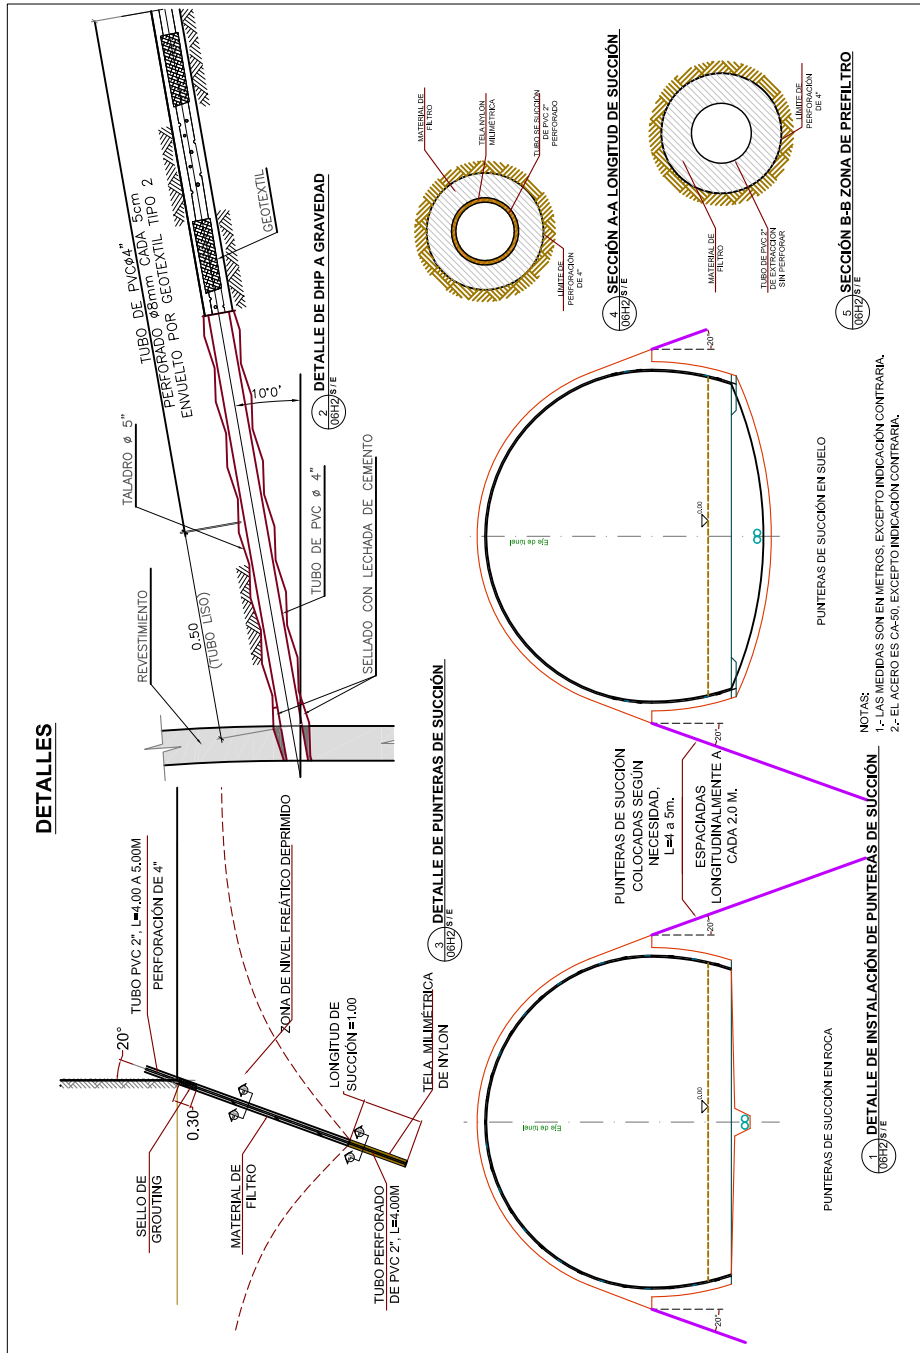 DETALLES
20°
TUBO PVC 2", L=4.00 A 5.00M
PERFORACIÓN DE 4"
SELLO DE
GROUTING
0.30
MATERIAL DE
FILTRO
ZONA DE NIVEL FREÁTICO DEPRIMIDO
LONGITUD DE
SUCCIÓN =1.00
TUBO PERFORADO
DE PVC 2", L=4.00M
TELA MILIMÉTRICA
DE NYLON
3
06H2
S / E
DETALLE DE PUNTERAS DE SUCCIÓN
REVESTIMIENTO
TALADRO ø 5"
TUBO DE PVCø4"
PERFORADO ø8mm CADA 5cm
ENVUELTO POR GEOTEXTIL TIPO 2
0.50
(TUBO LISO)
GEOTEXTIL
10°0'
TUBO DE PVC ø 4"
SELLADO CON LECHADA DE CEMENTO
2
06H2
S / E
DETALLE DE DHP A GRAVEDAD
MATERIAL DE
FILTRO
TELA NYLON
MILIMÉTRICA
TUBO SE SUCCIÓN
DE PVC 2"
PERFORADO
LÍMITE DE
PERFORACIÓN
DE 4"
4
06H2
S / E
SECCIÓN A-A LONGITUD DE SUCCIÓN
MATERIAL DE
FILTRO
TUBO DE PVC 2"
DE EXTRACCION
SIN PERFORAR
LÍMITE DE
PERFORACIÓN
DE 4"
5
06H2
S / E
SECCIÓN B-B ZONA DE PREFILTRO
20°
Eje de túnel
0.00
20°
PUNTERAS DE SUCCIÓN EN ROCA
PUNTERAS DE SUCCIÓN
COLOCADAS SEGÚN
NECESIDAD,
L=4 a 5m.
ESPACIADAS
LONGITUDINALMENTE A
CADA 2.0 M.
20°
Eje de túnel
0.00
20°
PUNTERAS DE SUCCIÓN EN SUELO
1
06H2
S / E
DETALLE DE INSTALACIÓN DE PUNTERAS DE SUCCIÓN
NOTAS:
1.- LAS MEDIDAS SON EN METROS, EXCEPTO INDICACIÓN CONTRARIA.
2.- EL ACERO ES CA-50, EXCEPTO INDICACIÓN CONTRARIA.